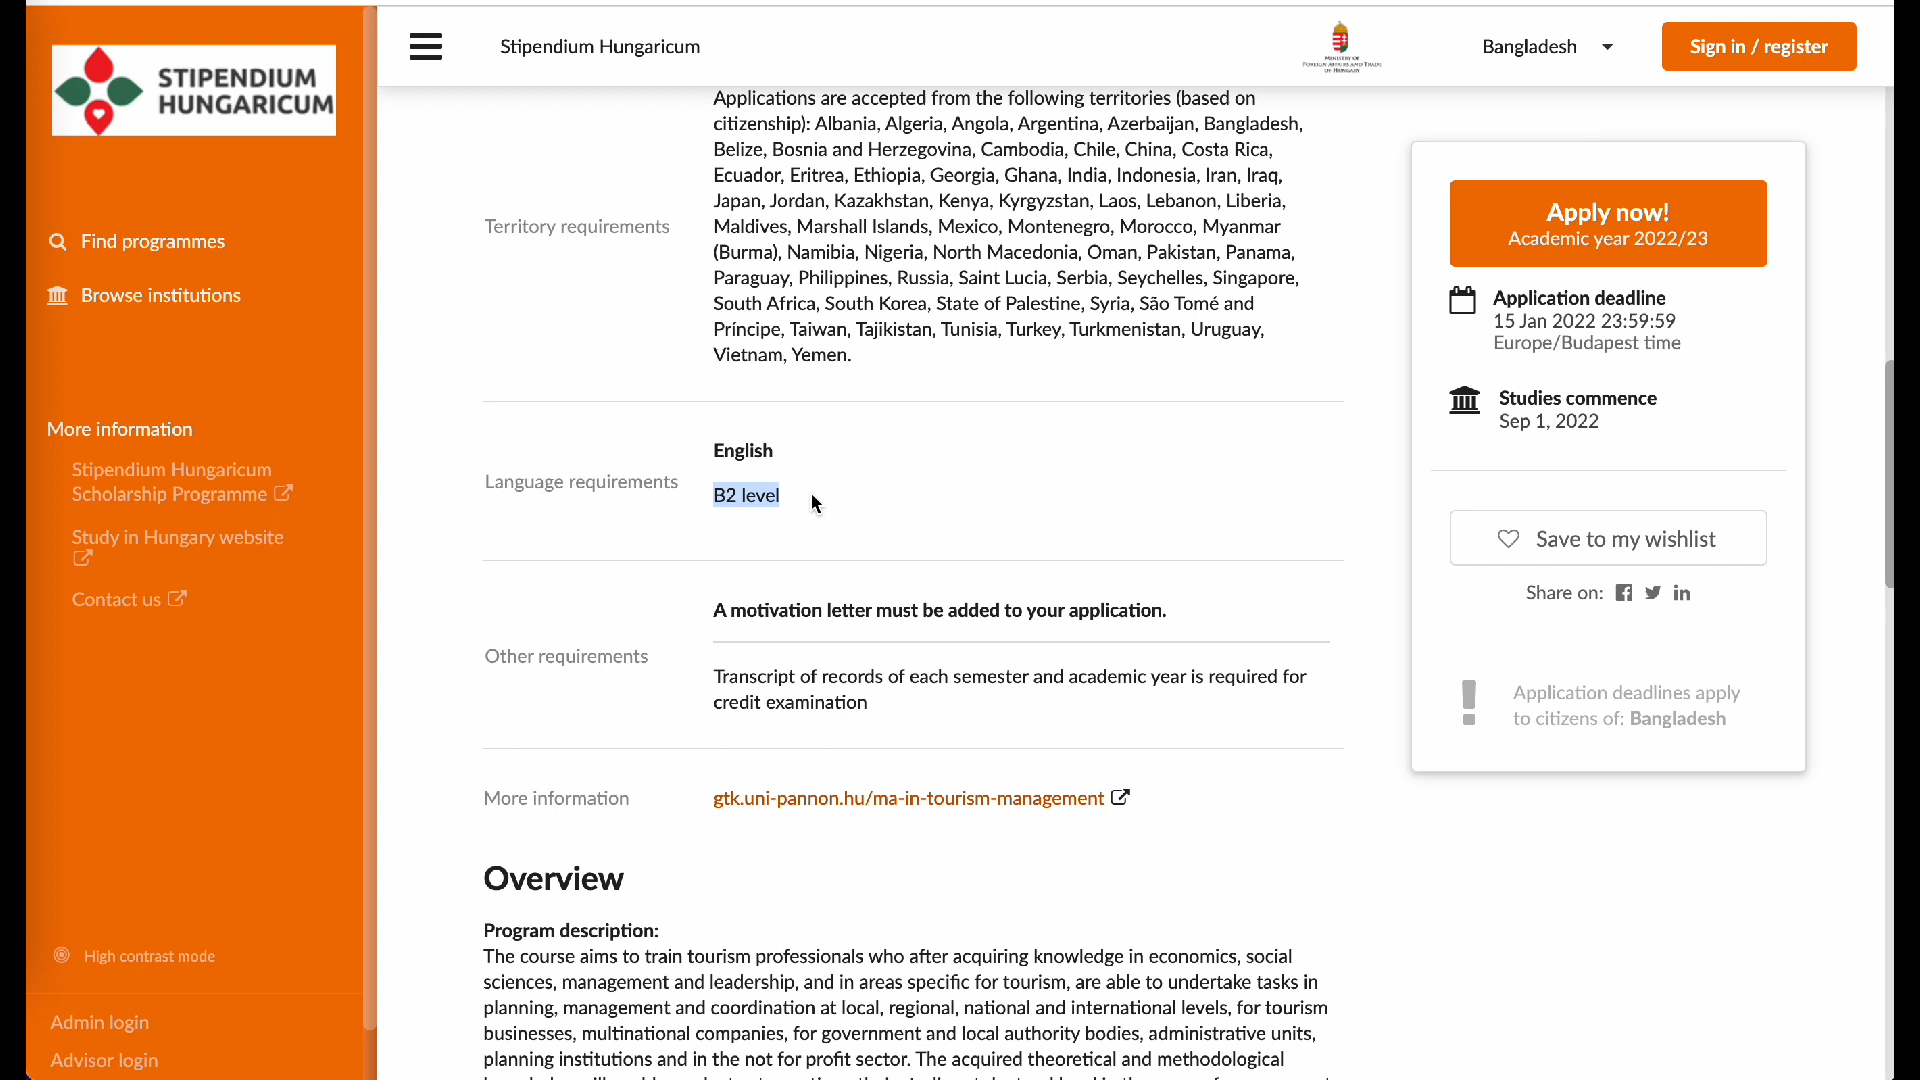 STIPENDIUM
HUNGARICUM
Find programmes
Browse institutions
More information
Stipendium Hungaricum
Scholarship Programme
Study in Hungary website
Contact us
High contrast mode
Admin login
Advisor login
Stipendium Hungaricum
MINISTRY OF
FOREIGN AFFAIRS AND TRADE
OF HUNGARY
Bangladesh
Sign in / register
Territory requirements
Applications are accepted from the following territories (based on
citizenship): Albania, Algeria, Angola, Argentina, Azerbaijan, Bangladesh,
Belize, Bosnia and Herzegovina, Cambodia, Chile, China, Costa Rica,
Ecuador, Eritrea, Ethiopia, Georgia, Ghana, India, Indonesia, Iran, Iraq,
Japan, Jordan, Kazakhstan, Kenya, Kyrgyzstan, Laos, Lebanon, Liberia,
Maldives, Marshall Islands, Mexico, Montenegro, Morocco, Myanmar
(Burma), Namibia, Nigeria, North Macedonia, Oman, Pakistan, Panama,
Paraguay, Philippines, Russia, Saint Lucia, Serbia, Seychelles, Singapore,
South Africa, South Korea, State of Palestine, Syria, São Tomé and
Príncipe, Taiwan, Tajikistan, Tunisia, Turkey, Turkmenistan, Uruguay,
Vietnam, Yemen.
Language requirements
English
B2 level
Other requirements
A motivation letter must be added to your application.
Transcript of records of each semester and academic year is required for
credit examination
More information
gtk.uni-pannon.hu/ma-in-tourism-management
Overview
Program description:
The course aims to train tourism professionals who after acquiring knowledge in economics, social
sciences, management and leadership, and in areas specific for tourism, are able to undertake tasks in
planning, management and coordination at local, regional, national and international levels, for tourism
businesses, multinational companies, for government and local authority bodies, administrative units,
planning institutions and in the not for profit sector. The acquired theoretical and methodological
Apply now!
Academic year 2022/23
Application deadline
15 Jan 2022 23:59:59
Europe/Budapest time
Studies commence
Sep 1, 2022
Save to my wishlist
Share on:
Application deadlines apply
to citizens of: Bangladesh